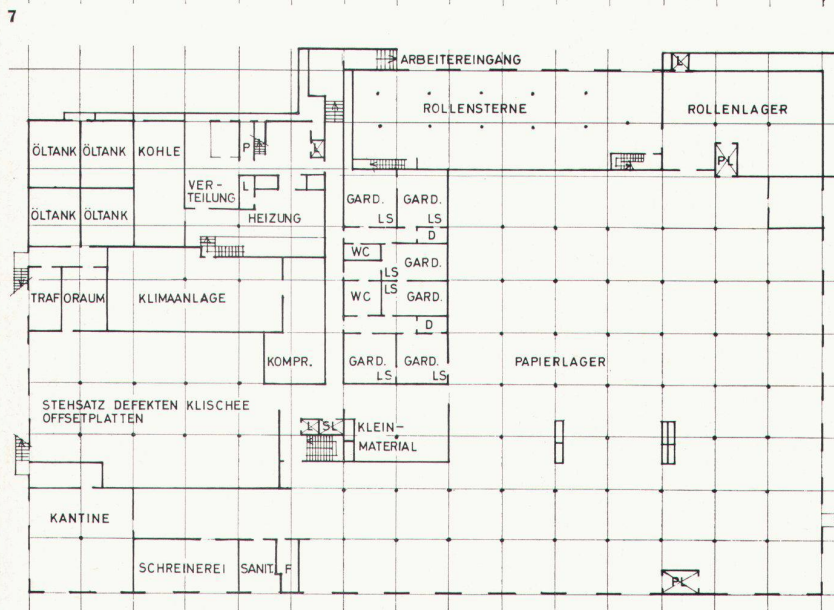 7
ARBEITEREINGANG
L
ROLLENSTERNE
ROLLENLAGER
ÖLTANK
ÖLTANK
KOHLE
P
L
PL
VER-
TEILUNG
L
GARD.
GARD.
ÖLTANK
ÖLTANK
HEIZUNG
LS
LS
D
WC
GARD.
LS
TRAFORAUM
KLIMAANLAGE
WC
LS
GARD.
D
KOMPR.
GARD.
GARD.
PAPIERLAGER
LS
LS
STEHSATZ DEFEKTEN KLISCHEE
OFFSETPLATTEN
L
SL
KLEIN-
MATERIAL
KANTINE
SCHREINEREI
SANIT.
F
PL